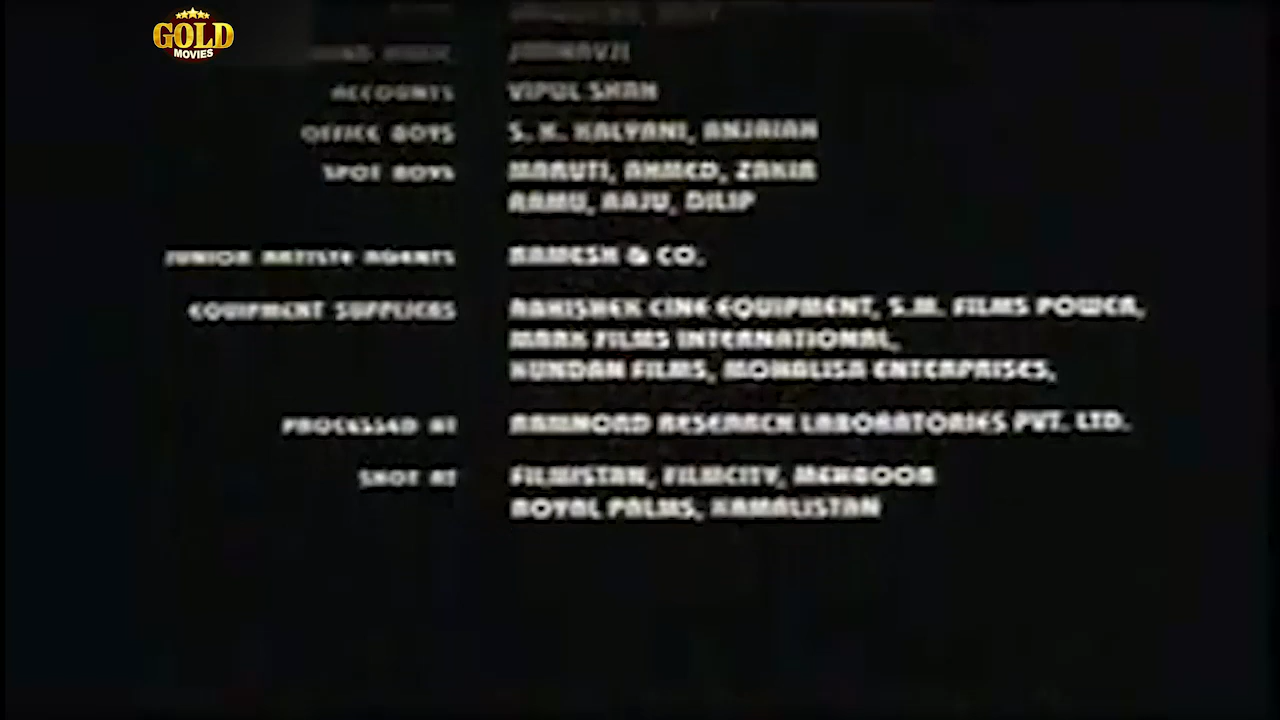 GOLD
MOVIES
ACCOUNTS VIPUL SHAH
OFFICE BOYS S. K. KALYANI, ANJAIAH
SPOT BOYS MARUTI, AHMED, ZAKIR
RAMU, RAJU, DILIP
JUNIOR ARTISTE AGENTS RAMESH & CO.
EQUIPMENT SUPPLIERS ABHISHEK CINE EQUIPMENT, S.M. FILMS POWER,
MARK FILMS INTERNATIONAL,
KUNDAN FILMS, MONALISA ENTERPRISES,
PROCESSED AT RAMNORD RESEARCH LABORATORIES PVT. LTD.
SHOT AT FILMISTAN, FILMCITY, MEHBOOB
ROYAL PALMS, KAMALISTAN